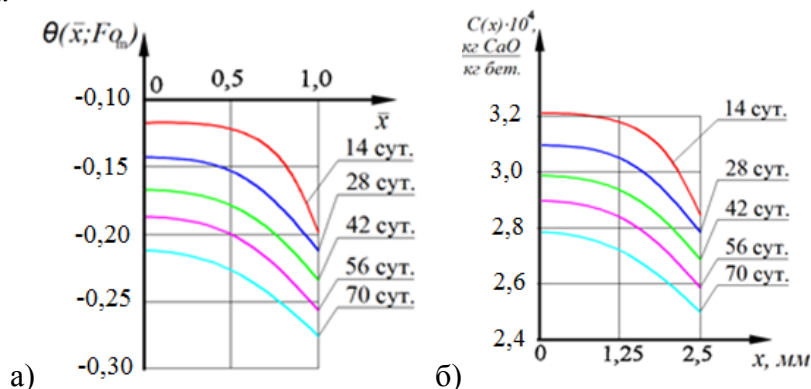 θ(x̄;Foₘ)
0 0,5 1,0
x̄
-0,10
-0,15
-0,20
-0,25
-0,30
14 сут.
28 сут.
42 сут.
56 сут.
70 сут.
а)
C(x)·10⁴,
кг CaO
кг бет.
3,2
3,0
2,8
2,6
2,4
14 сут.
28 сут.
42 сут.
56 сут.
70 сут.
0 1,25 2,5 x, мм
б)